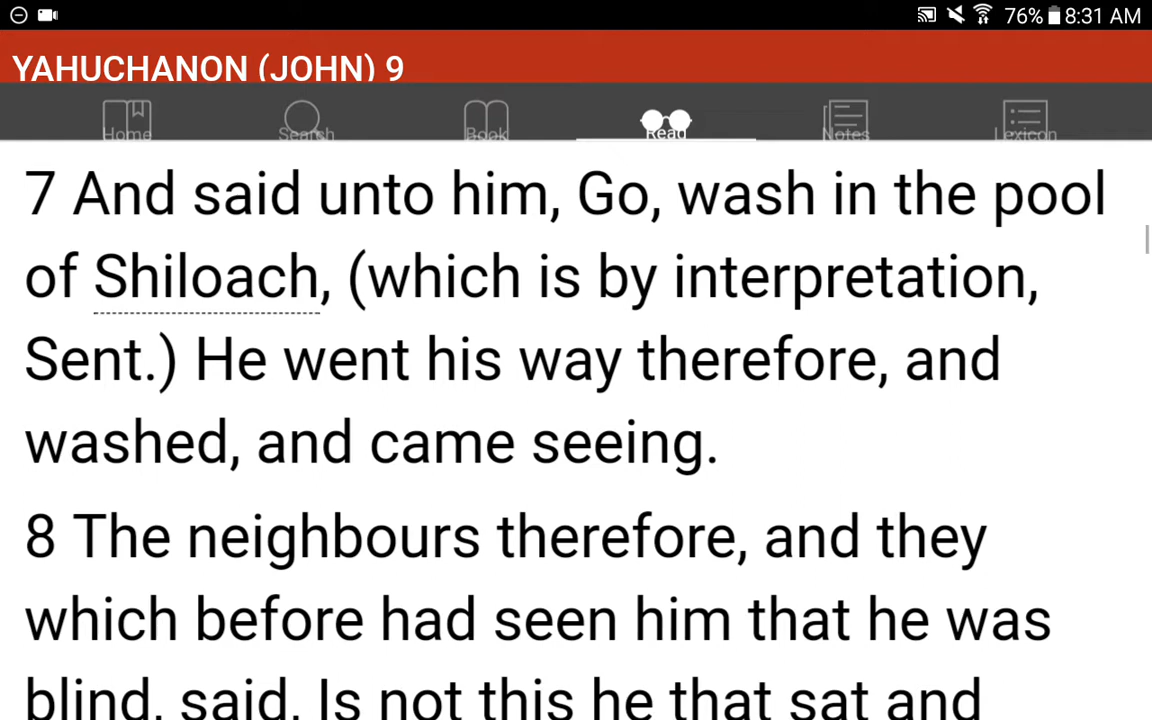 76% 8:31 AM
YAHUCHANON (JOHN) 9
Home Search Book Read Notes Lexicon
7 And said unto him, Go, wash in the pool
of Shiloach, (which is by interpretation,
Sent.) He went his way therefore, and
washed, and came seeing.
8 The neighbours therefore, and they
which before had seen him that he was
blind, said, Is not this he that sat and